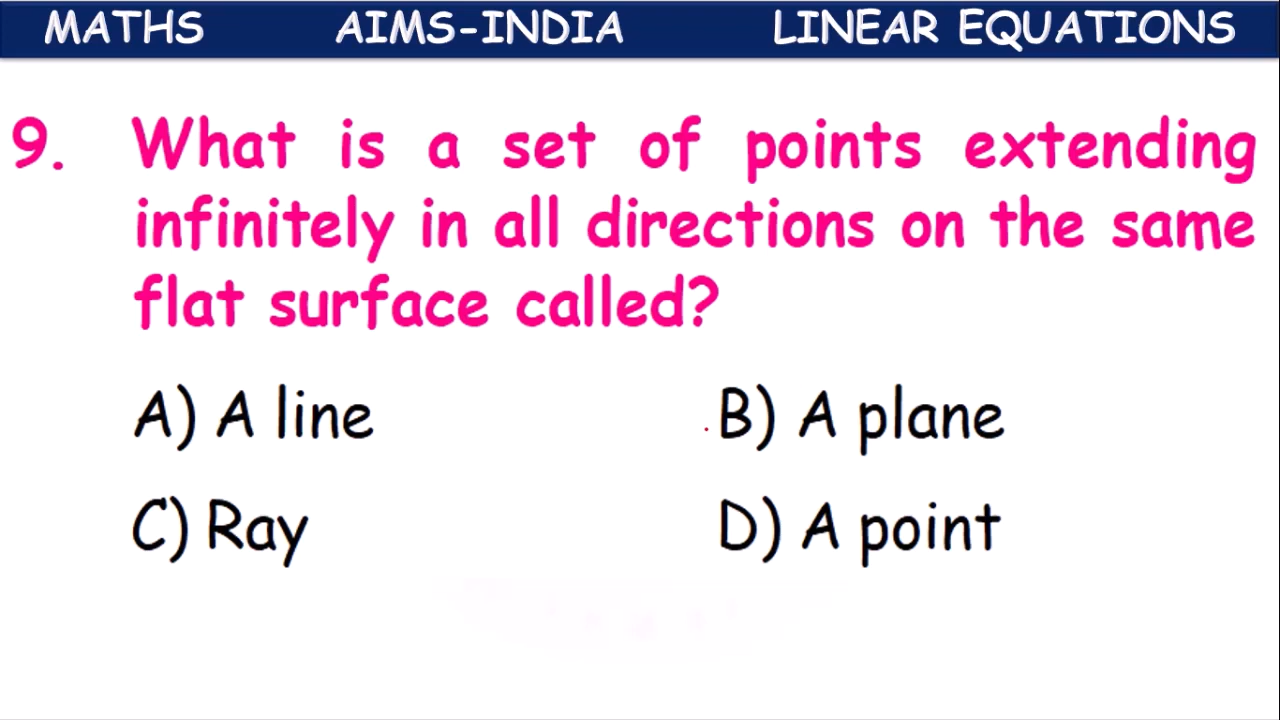 MATHS AIMS-INDIA LINEAR EQUATIONS
9. What is a set of points extending
infinitely in all directions on the same
flat surface called?
A) A line B) A plane
C) Ray D) A point